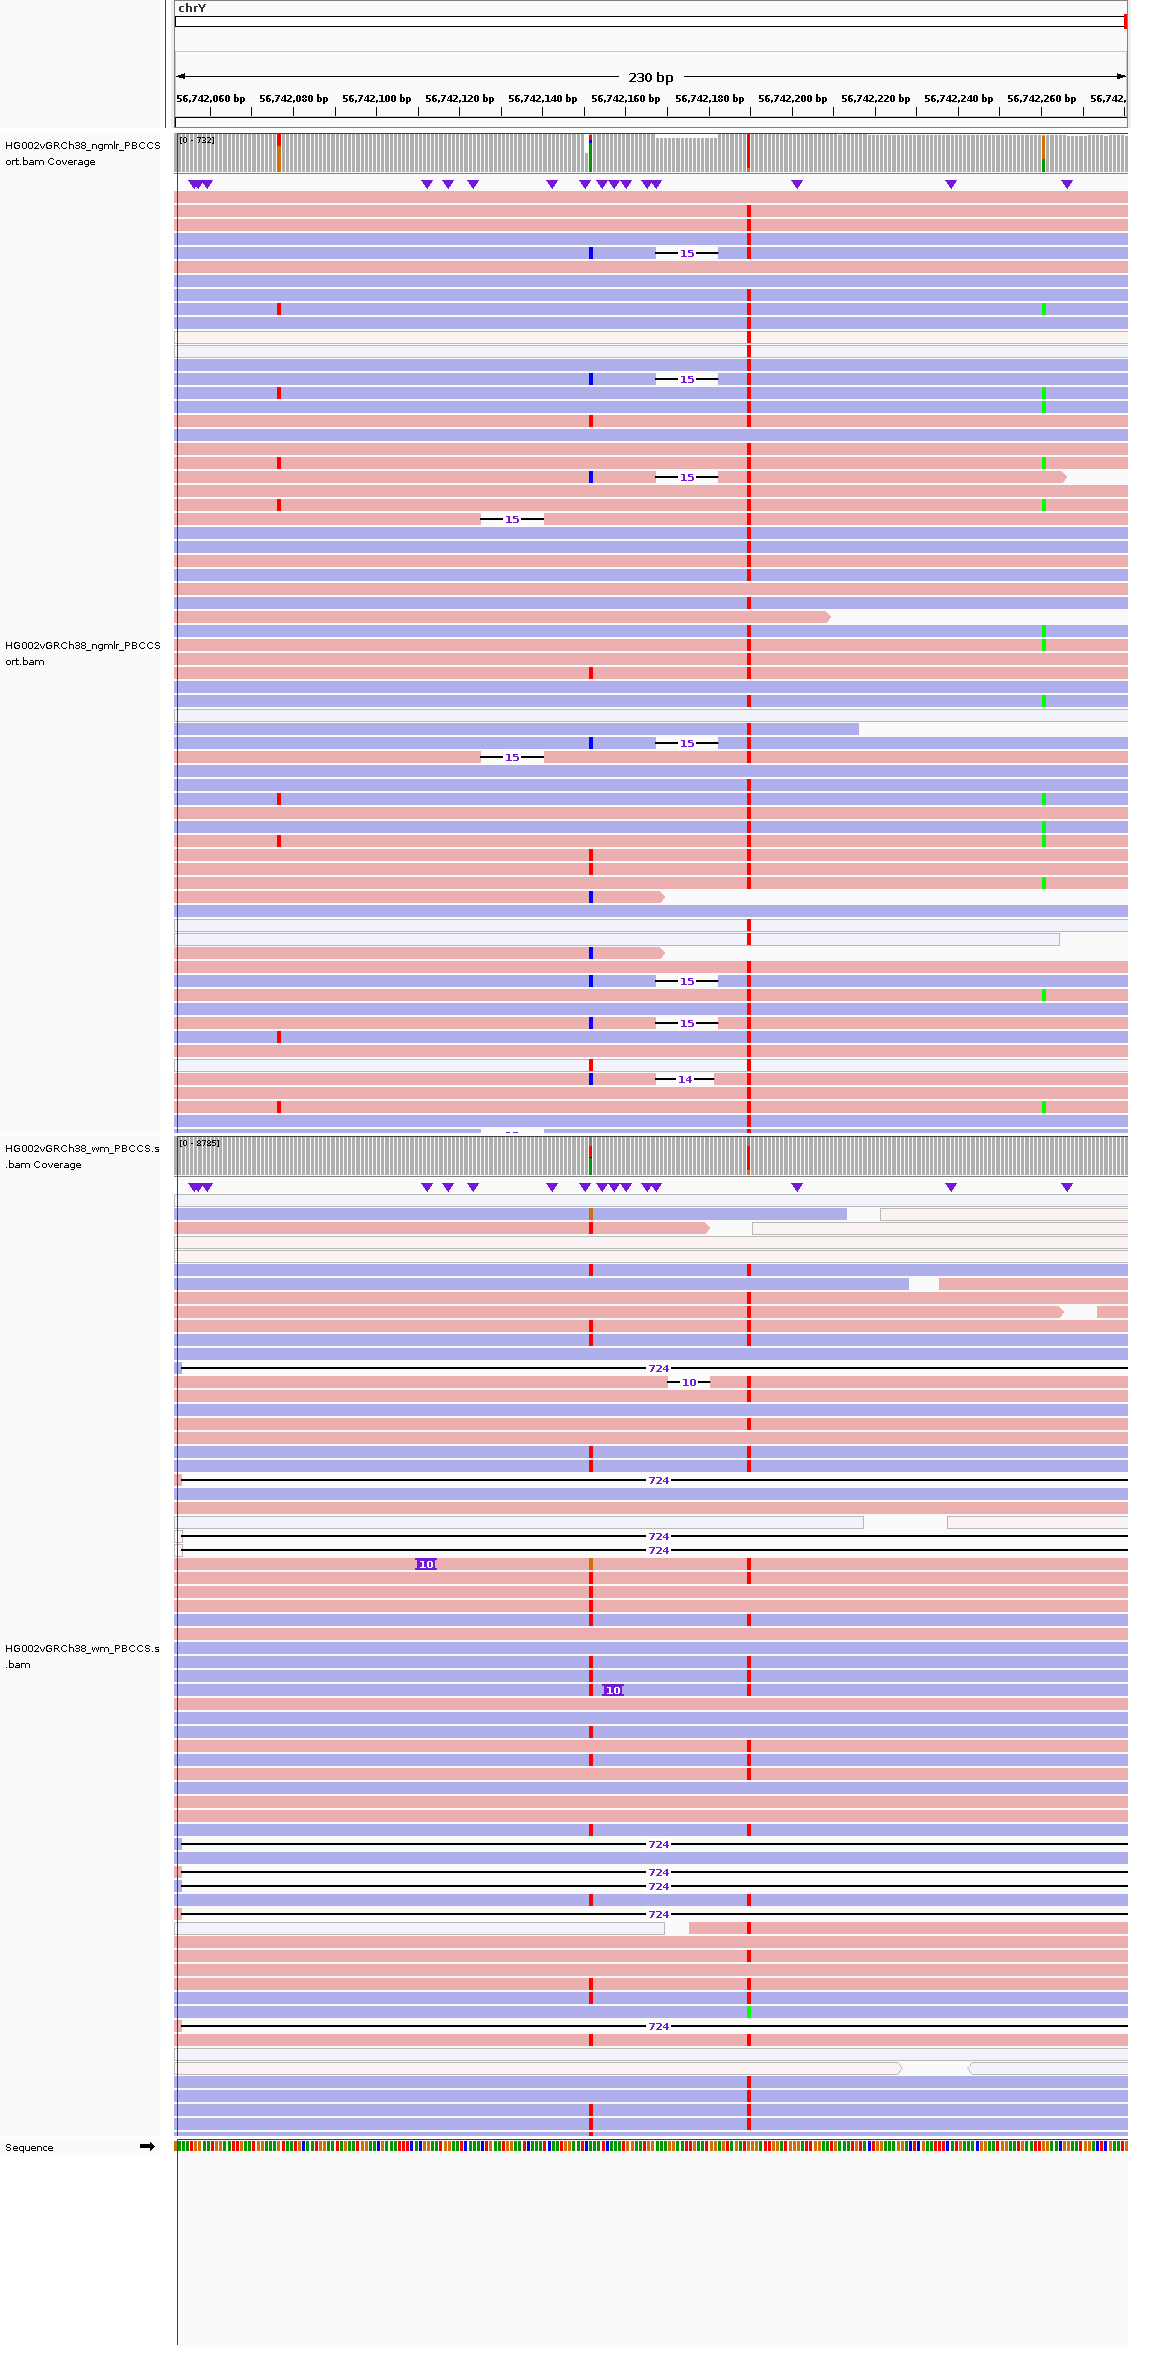 chrY
230 bp
56,742,060 bp 56,742,080 bp 56,742,100 bp 56,742,120 bp 56,742,140 bp 56,742,160 bp 56,742,180 bp 56,742,200 bp 56,742,220 bp 56,742,240 bp 56,742,260 bp 56,742,
HG002vGRCh38_ngmlr_PBCCS
ort.bam Coverage
[0 - 732]
15
15
15
15
HG002vGRCh38_ngmlr_PBCCS
ort.bam
15
15
15
15
14
HG002vGRCh38_wm_PBCCS.s
.bam Coverage
[0 - 8785]
724
10
724
724
724
10
HG002vGRCh38_wm_PBCCS.s
.bam
10
724
724
724
724
724
Sequence